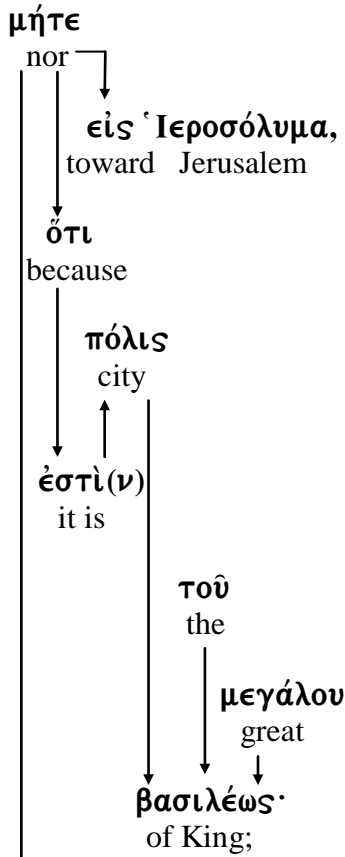 μήτε
nor
εἰς Ἱεροσόλυμα,
toward Jerusalem
ὅτι
because
πόλις
city
ἐστὶ(ν)
it is
τοῦ
the
μεγάλου
great
βασιλέως·
of King;